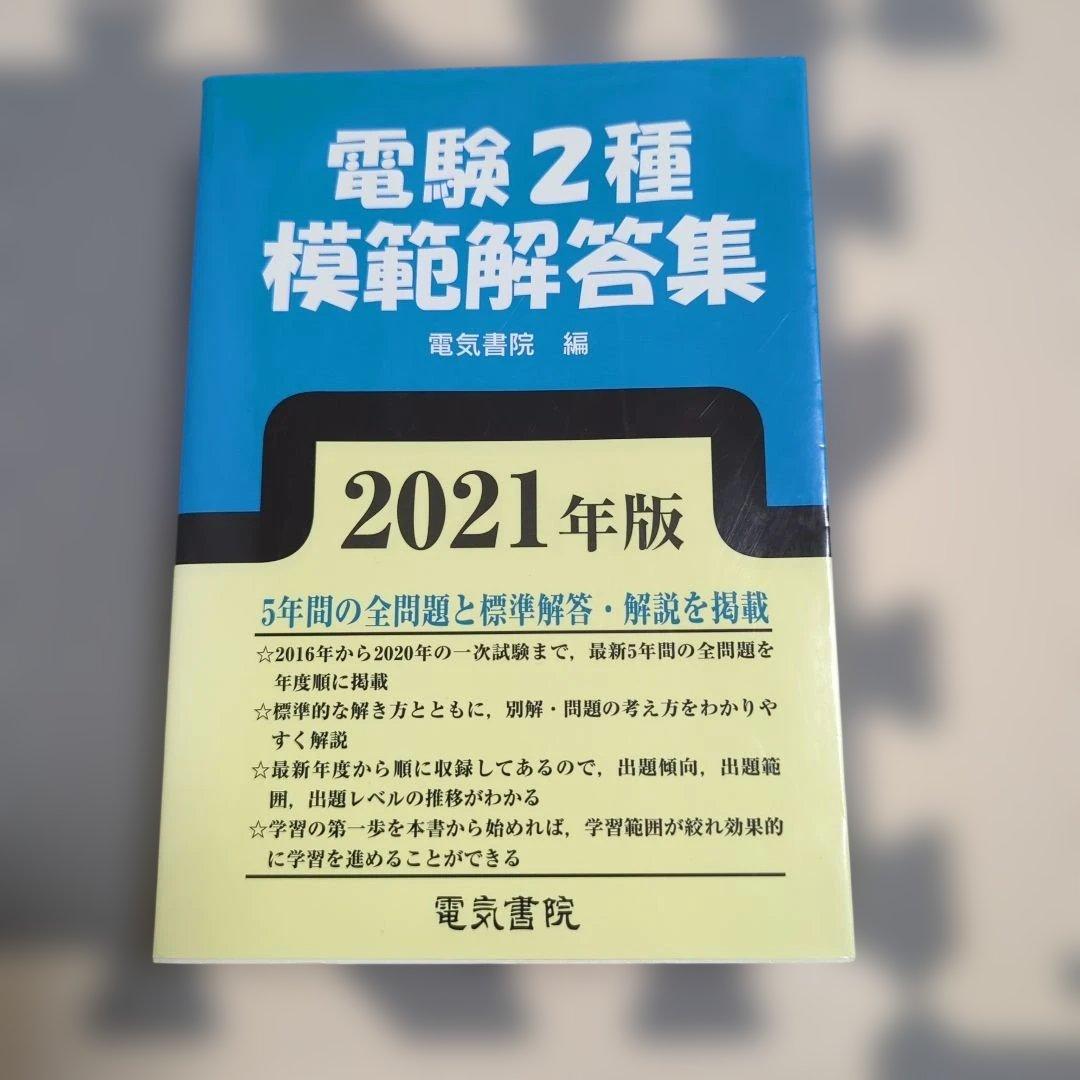 電験2種
模範解答集
電気書院 編
2021年版
5年間の全問題と標準解答・解説を掲載
☆2016年から2020年の一次試験まで，最新5年間の全問題を
年度順に掲載
☆標準的な解き方とともに，別解・問題の考え方をわかりや
すく解説
☆最新年度から順に収録してあるので，出題傾向，出題範
囲，出題レベルの推移がわかる
☆学習の第一歩を本書から始めれば，学習範囲が絞れ効果的
に学習を進めることができる
電気書院